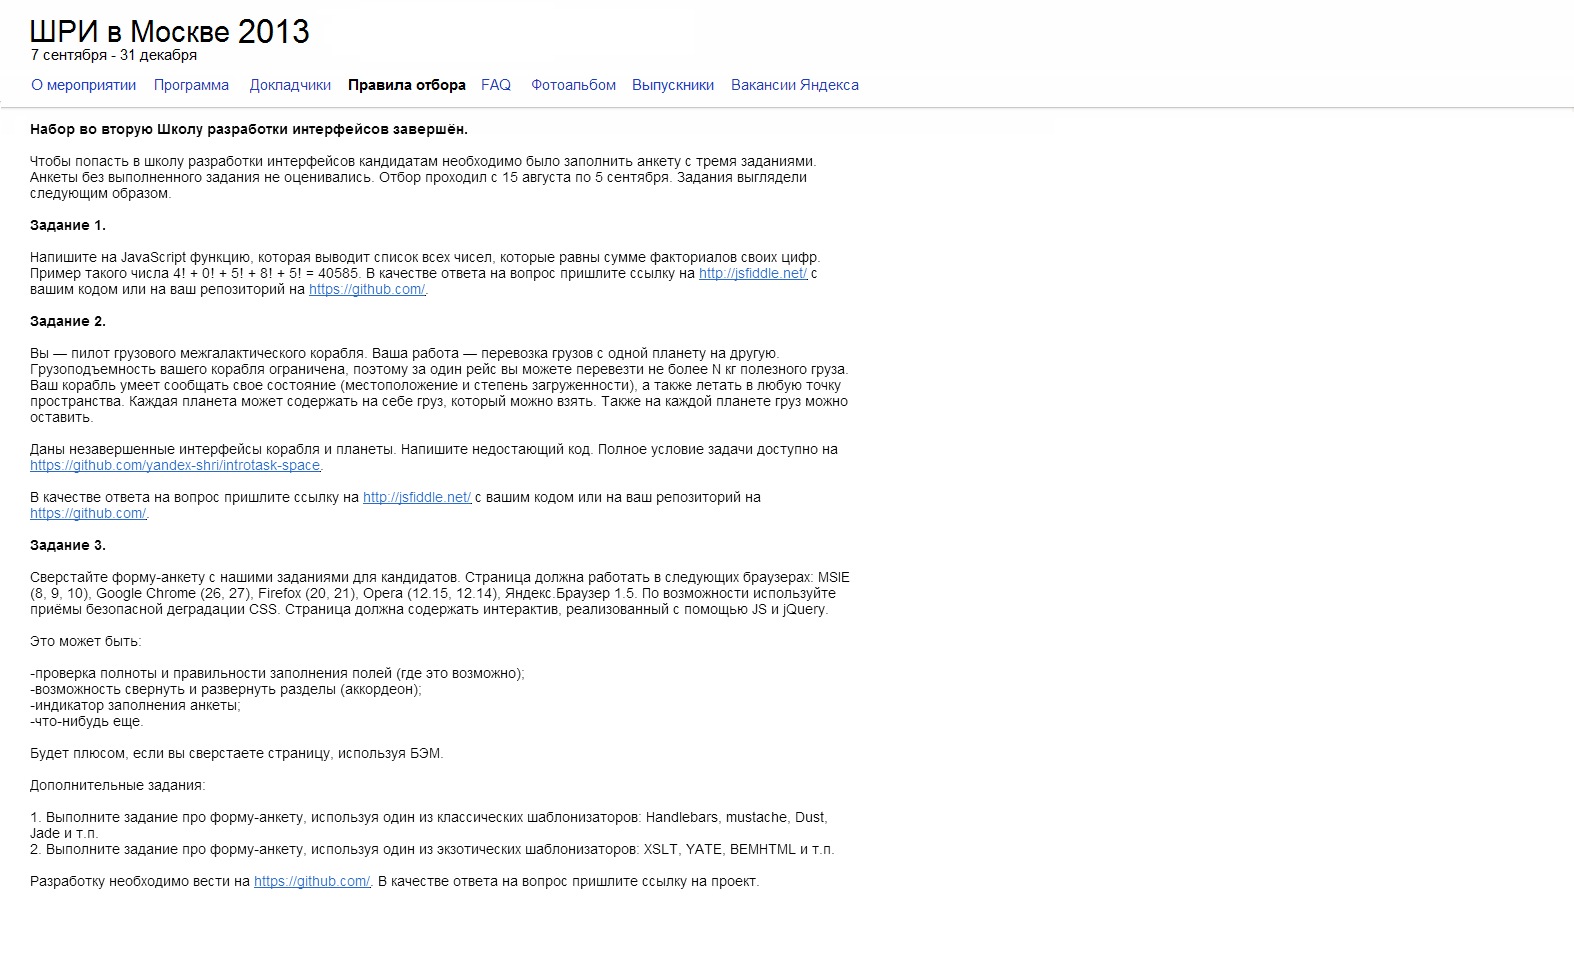 ШРИ в Москве 2013
7 сентября - 31 декабря
О мероприятии Программа Докладчики Правила отбора FAQ Фотоальбом Выпускники Вакансии Яндекса
Набор во вторую Школу разработки интерфейсов завершён.
Чтобы попасть в школу разработки интерфейсов кандидатам необходимо было заполнить анкету с тремя заданиями.
Анкеты без выполненного задания не оценивались. Отбор проходил с 15 августа по 5 сентября. Задания выглядели
следующим образом.
Задание 1.
Напишите на JavaScript функцию, которая выводит список всех чисел, которые равны сумме факториалов своих цифр.
Пример такого числа 4! + 0! + 5! + 8! + 5! = 40585. В качестве ответа на вопрос пришлите ссылку на http://jsfiddle.net/ с
вашим кодом или на ваш репозиторий на https://github.com/.
Задание 2.
Вы — пилот грузового межгалактического корабля. Ваша работа — перевозка грузов с одной планету на другую.
Грузоподъемность вашего корабля ограничена, поэтому за один рейс вы можете перевезти не более N кг полезного груза.
Ваш корабль умеет сообщать свое состояние (местоположение и степень загруженности), а также летать в любую точку
пространства. Каждая планета может содержать на себе груз, который можно взять. Также на каждой планете груз можно
оставить.
Даны незавершенные интерфейсы корабля и планеты. Напишите недостающий код. Полное условие задачи доступно на
https://github.com/yandex-shri/introtask-space.
В качестве ответа на вопрос пришлите ссылку на http://jsfiddle.net/ с вашим кодом или на ваш репозиторий на
https://github.com/.
Задание 3.
Сверстайте форму-анкету с нашими заданиями для кандидатов. Страница должна работать в следующих браузерах: MSIE
(8, 9, 10), Google Chrome (26, 27), Firefox (20, 21), Opera (12.15, 12.14), Яндекс.Браузер 1.5. По возможности используйте
приёмы безопасной деградации CSS. Страница должна содержать интерактив, реализованный с помощью JS и jQuery.
Это может быть:
-проверка полноты и правильности заполнения полей (где это возможно);
-возможность свернуть и развернуть разделы (аккордеон);
-индикатор заполнения анкеты;
-что-нибудь еще.
Будет плюсом, если вы сверстаете страницу, используя БЭМ.
Дополнительные задания:
1. Выполните задание про форму-анкету, используя один из классических шаблонизаторов: Handlebars, mustache, Dust,
Jade и т.п.
2. Выполните задание про форму-анкету, используя один из экзотических шаблонизаторов: XSLT, YATE, BEMHTML и т.п.
Разработку необходимо вести на https://github.com/. В качестве ответа на вопрос пришлите ссылку на проект.